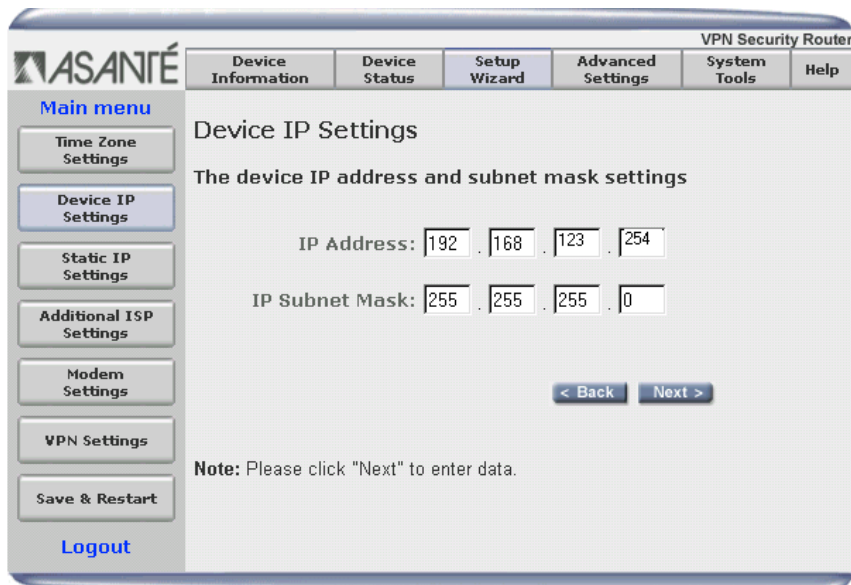 VPN Security Router
ASANTÉ
Device Information
Device Status
Setup Wizard
Advanced Settings
System Tools
Help
Main menu
Time Zone Settings
Device IP Settings
Static IP Settings
Additional ISP Settings
Modem Settings
VPN Settings
Save & Restart
Logout
Device IP Settings
The device IP address and subnet mask settings
IP Address: 192 . 168 . 123 . 254
IP Subnet Mask: 255 . 255 . 255 . 0
< Back Next >
Note: Please click "Next" to enter data.